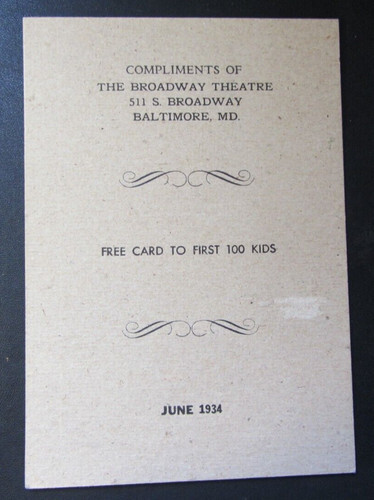 COMPLIMENTS OF
THE BROADWAY THEATRE
511 S. BROADWAY
BALTIMORE, MD.
FREE CARD TO FIRST 100 KIDS
JUNE 1934